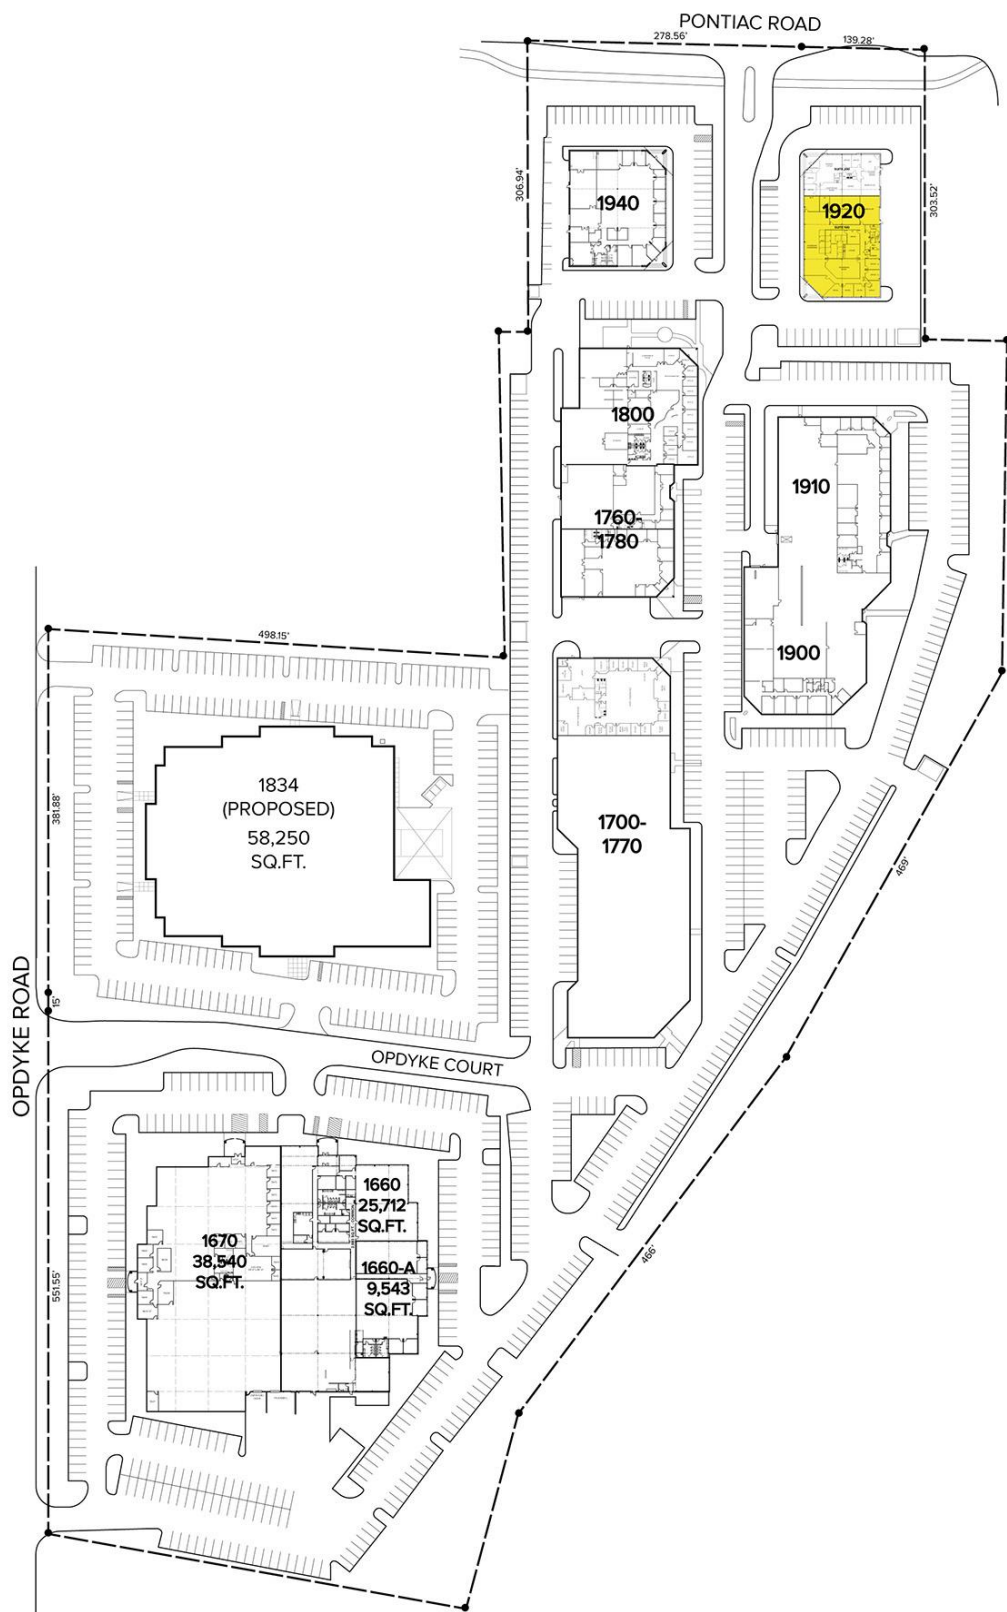 PONTIAC ROAD
278.56'
139.28'
306.94'
1940
1920
303.52'
1800
1910
1760-
1780
498.15'
1900
1834
(PROPOSED)
58,250
SQ.FT.
381.88'
1700-
1770
469'
OPDYKE ROAD
15'
OPDYKE COURT
1660
25,712
SQ.FT.
1670
38,540
SQ.FT.
1660-A
9,543
SQ.FT.
551.55'
466'